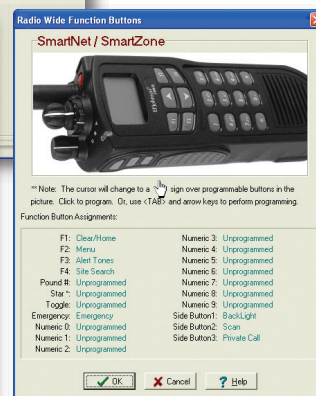 Radio Wide Function Buttons
SmartNet / SmartZone
** Note: The cursor will change to a sign over programmable buttons in the
picture. Click to program. Or, use <TAB> and arrow keys to perform programming.
Function Button Assignments:
F1: Clear/Home
F2: Menu
F3: Alert Tones
F4: Site Search
Pound #: Unprogrammed
Star *: Unprogrammed
Toggle: Unprogrammed
Emergency: Emergency
Numeric 0: Unprogrammed
Numeric 1: Unprogrammed
Numeric 2: Unprogrammed
Numeric 3: Unprogrammed
Numeric 4: Unprogrammed
Numeric 5: Unprogrammed
Numeric 6: Unprogrammed
Numeric 7: Unprogrammed
Numeric 8: Unprogrammed
Numeric 9: Unprogrammed
Side Button1: BackLight
Side Button2: Scan
Side Button3: Private Call
OK
Cancel
? Help